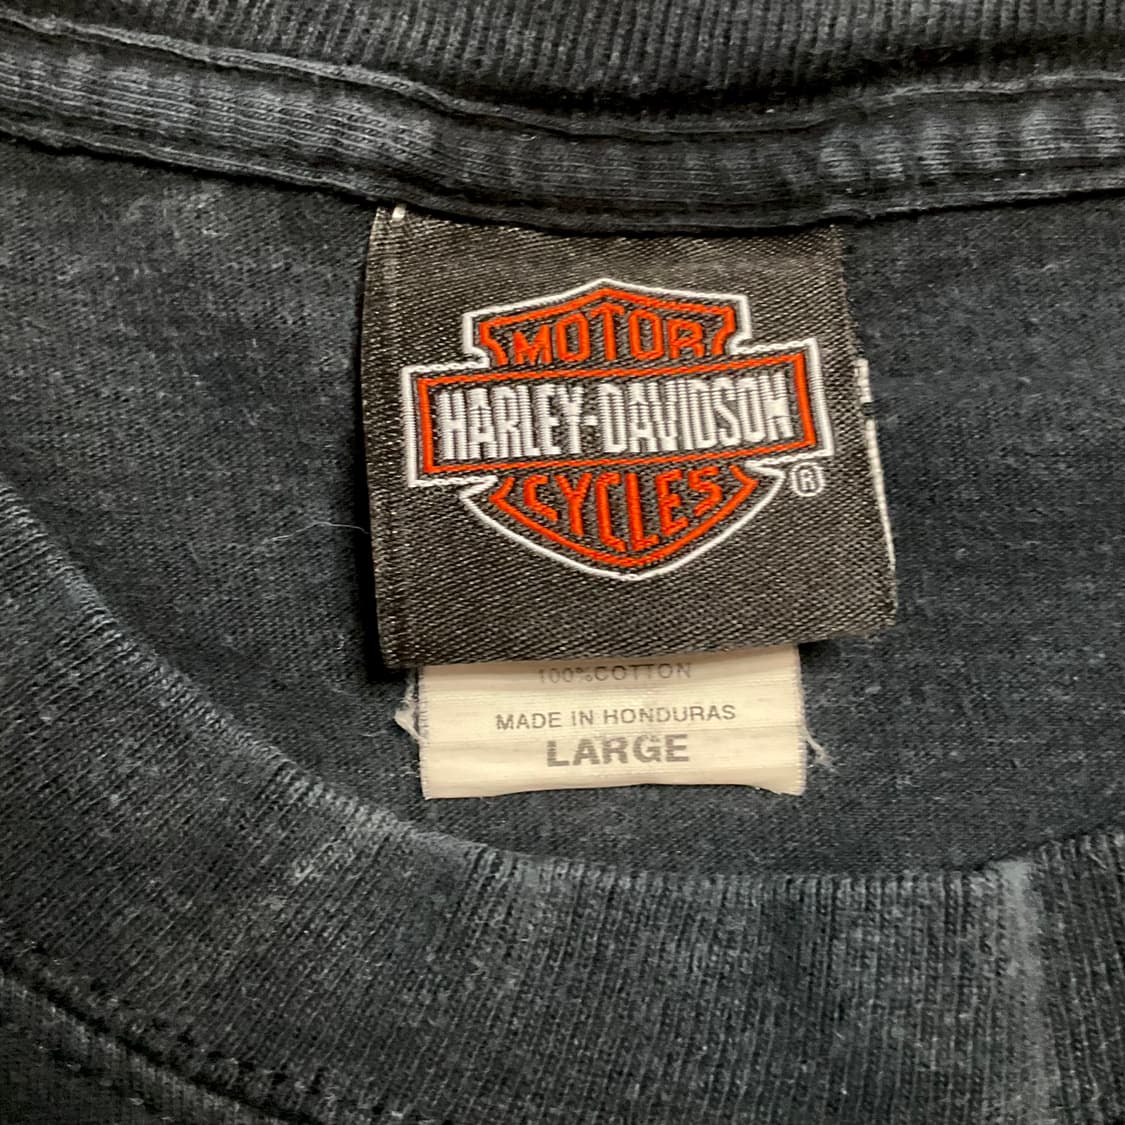 MOTOR
HARLEY-DAVIDSON
CYCLES
®
100%COTTON
MADE IN HONDURAS
LARGE